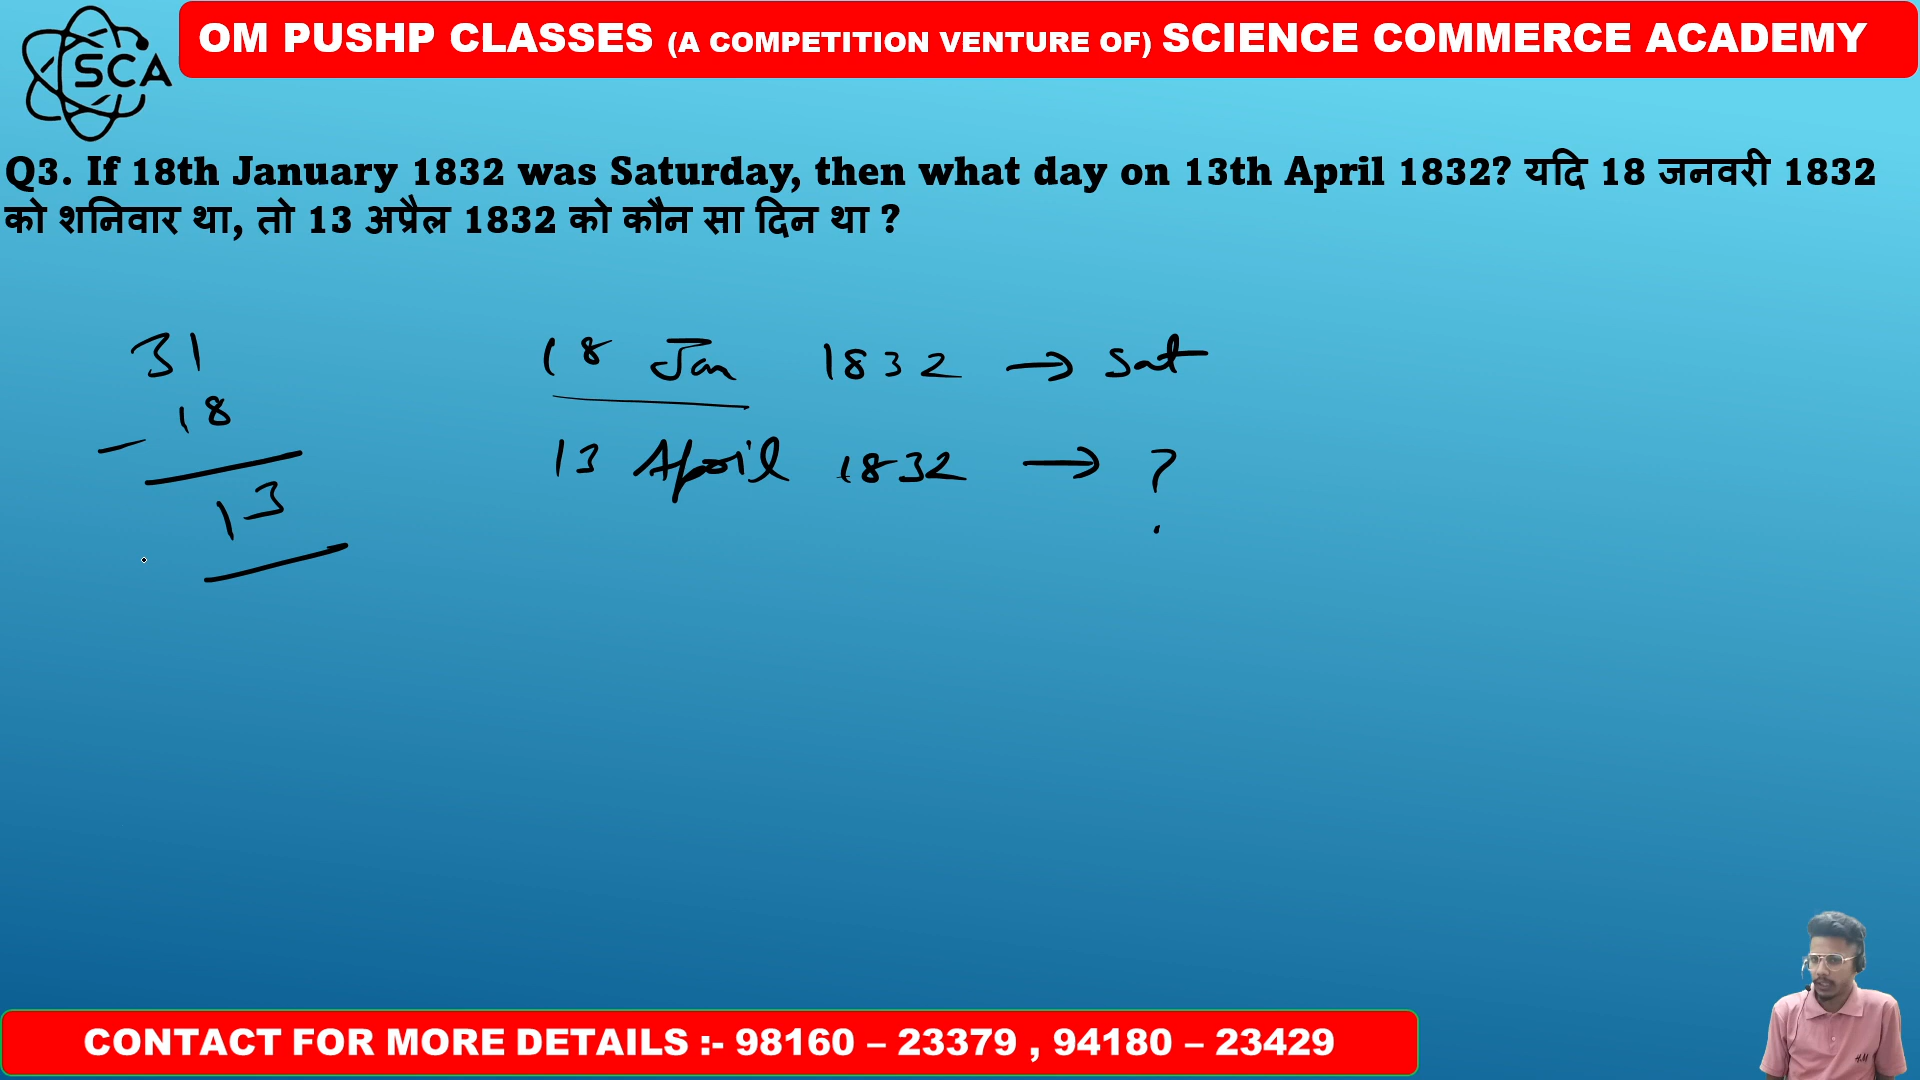 SCA
OM PUSHP CLASSES (A COMPETITION VENTURE OF) SCIENCE COMMERCE ACADEMY
Q3. If 18th January 1832 was Saturday, then what day on 13th April 1832? यदि 18 जनवरी 1832
को शनिवार था, तो 13 अप्रैल 1832 को कौन सा दिन था ?
31
- 18
13
18 Jan 1832 → Sat
13 April 1832 → ?
CONTACT FOR MORE DETAILS :- 98160 – 23379 , 94180 – 23429
H.M